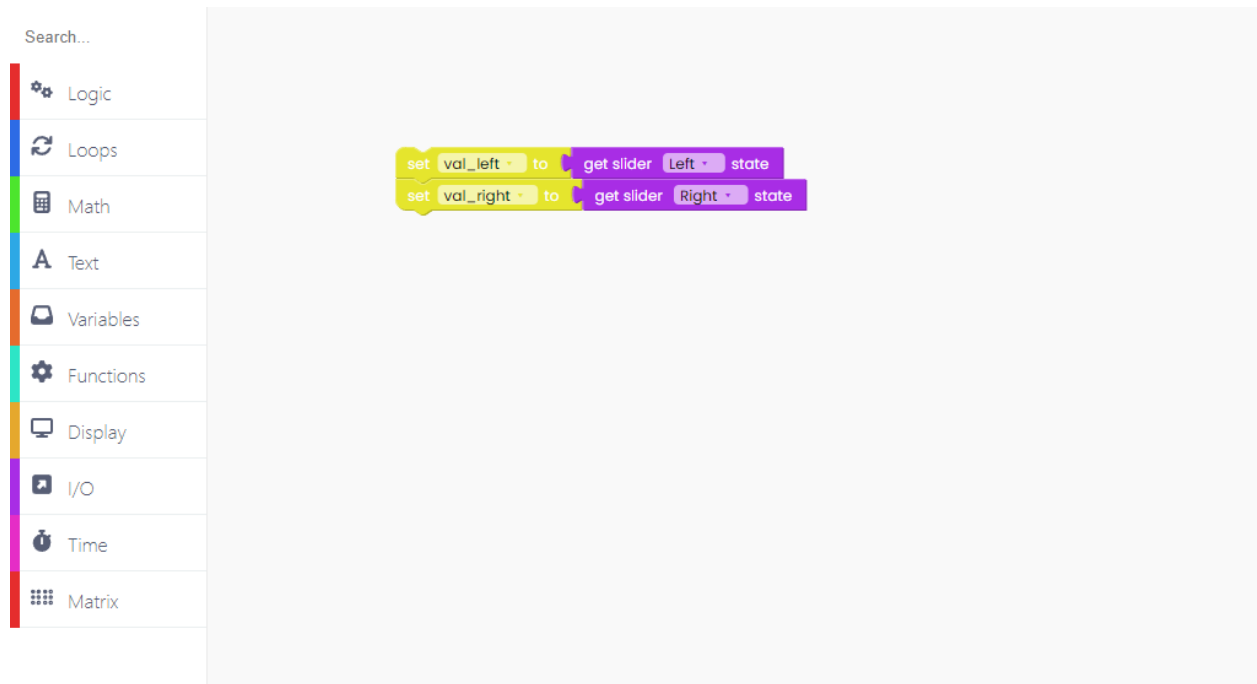 Search...
Logic
Loops
Math
Text
Variables
Functions
Display
I/O
Time
Matrix
set val_left to get slider Left state
set val_right to get slider Right state